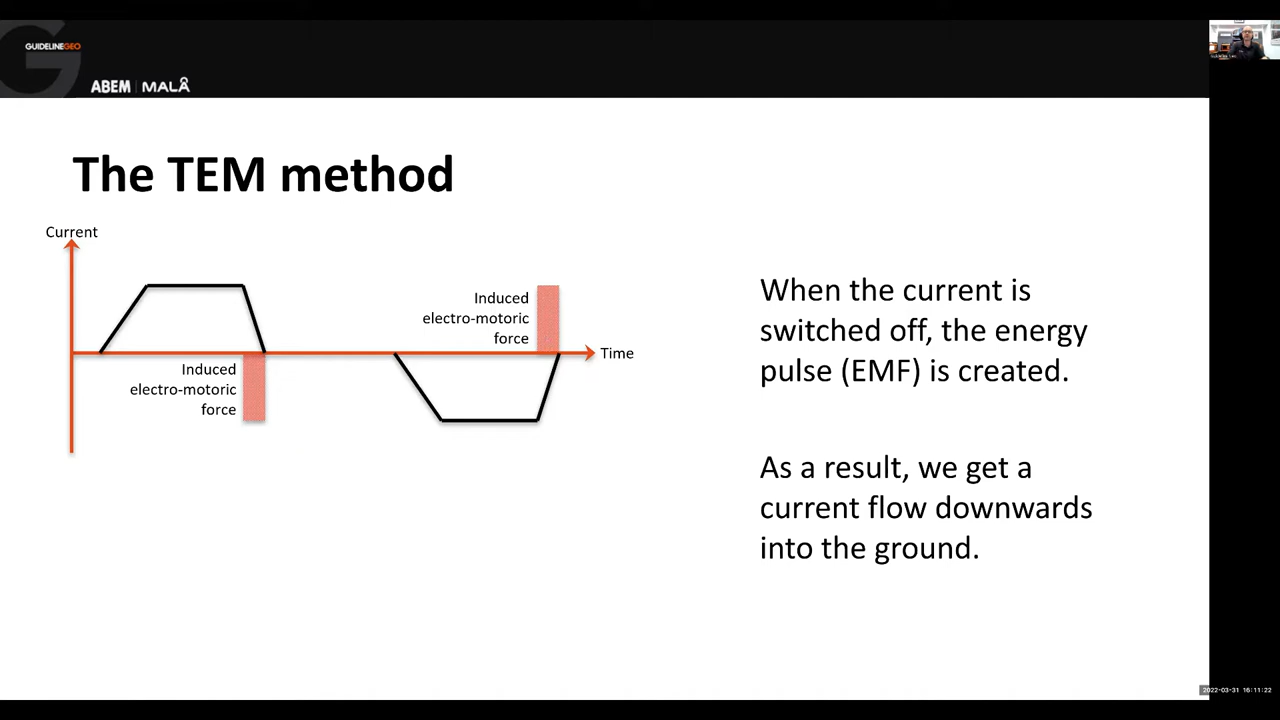 GUIDELINEGEO
ABEM MALÅ
The TEM method
Current
Induced
electro-motoric
force
Time
Induced
electro-motoric
force
When the current is
switched off, the energy
pulse (EMF) is created.
As a result, we get a
current flow downwards
into the ground.
2022-03-31 16:11:22